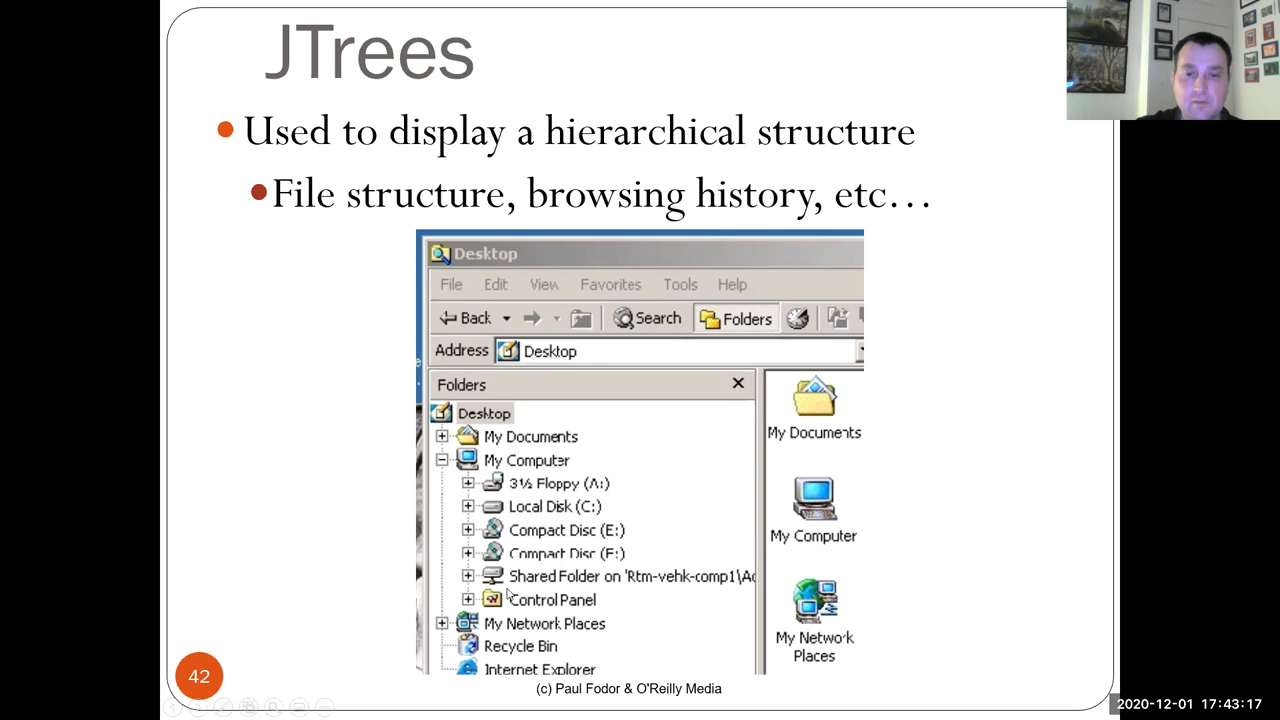 JTrees
Used to display a hierarchical structure
File structure, browsing history, etc…
Desktop
File Edit View Favorites Tools Help
Back Search Folders
Address Desktop
Folders
Desktop
My Documents
My Computer
3½ Floppy (A:)
Local Disk (C:)
Compact Disc (E:)
Compact Disc (F:)
Shared Folder on 'Rtm-vehk-comp1\Ac
Control Panel
My Network Places
Recycle Bin
Internet Explorer
My Documents
My Computer
My Network
Places
42
(c) Paul Fodor & O'Reilly Media
2020-12-01 17:43:17